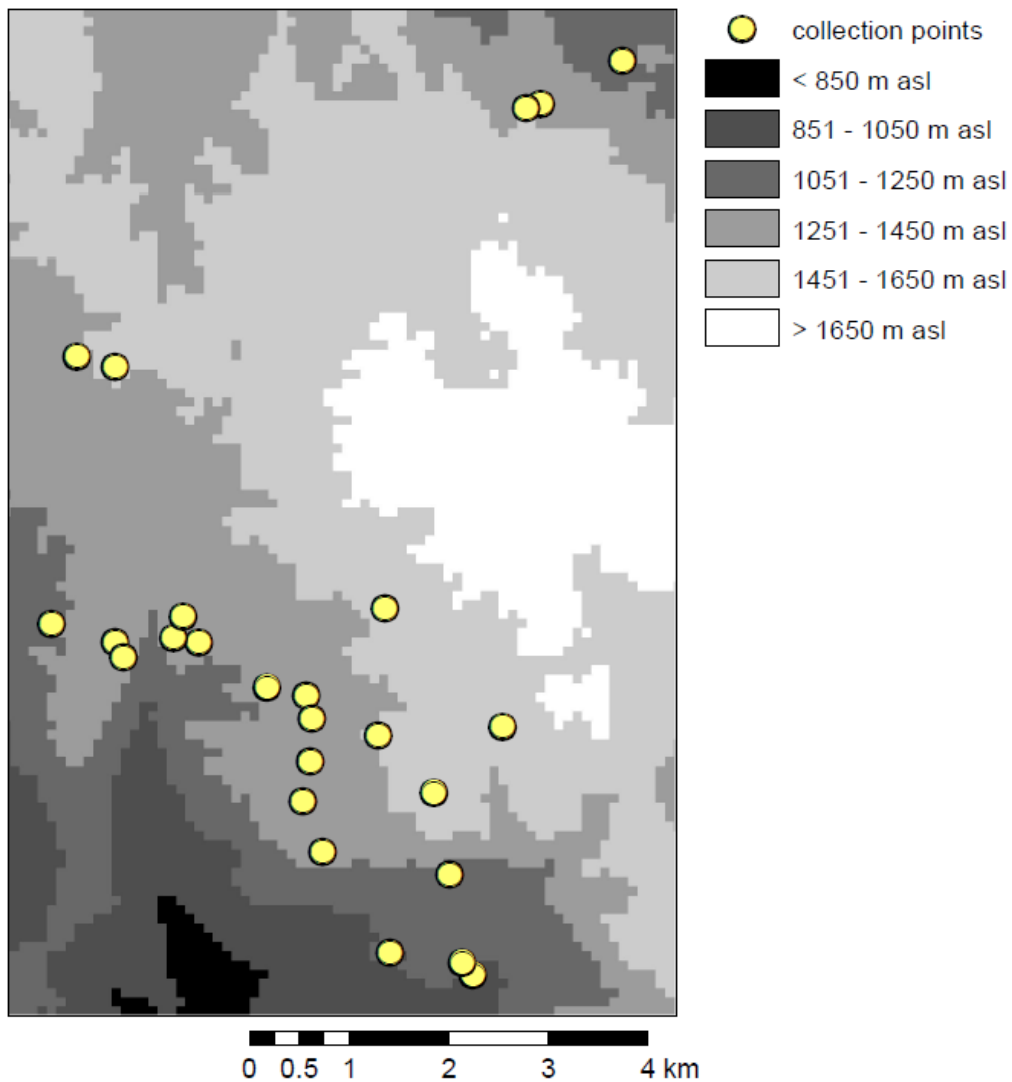 collection points
< 850 m asl
851 - 1050 m asl
1051 - 1250 m asl
1251 - 1450 m asl
1451 - 1650 m asl
> 1650 m asl
0 0.5 1 2 3 4 km